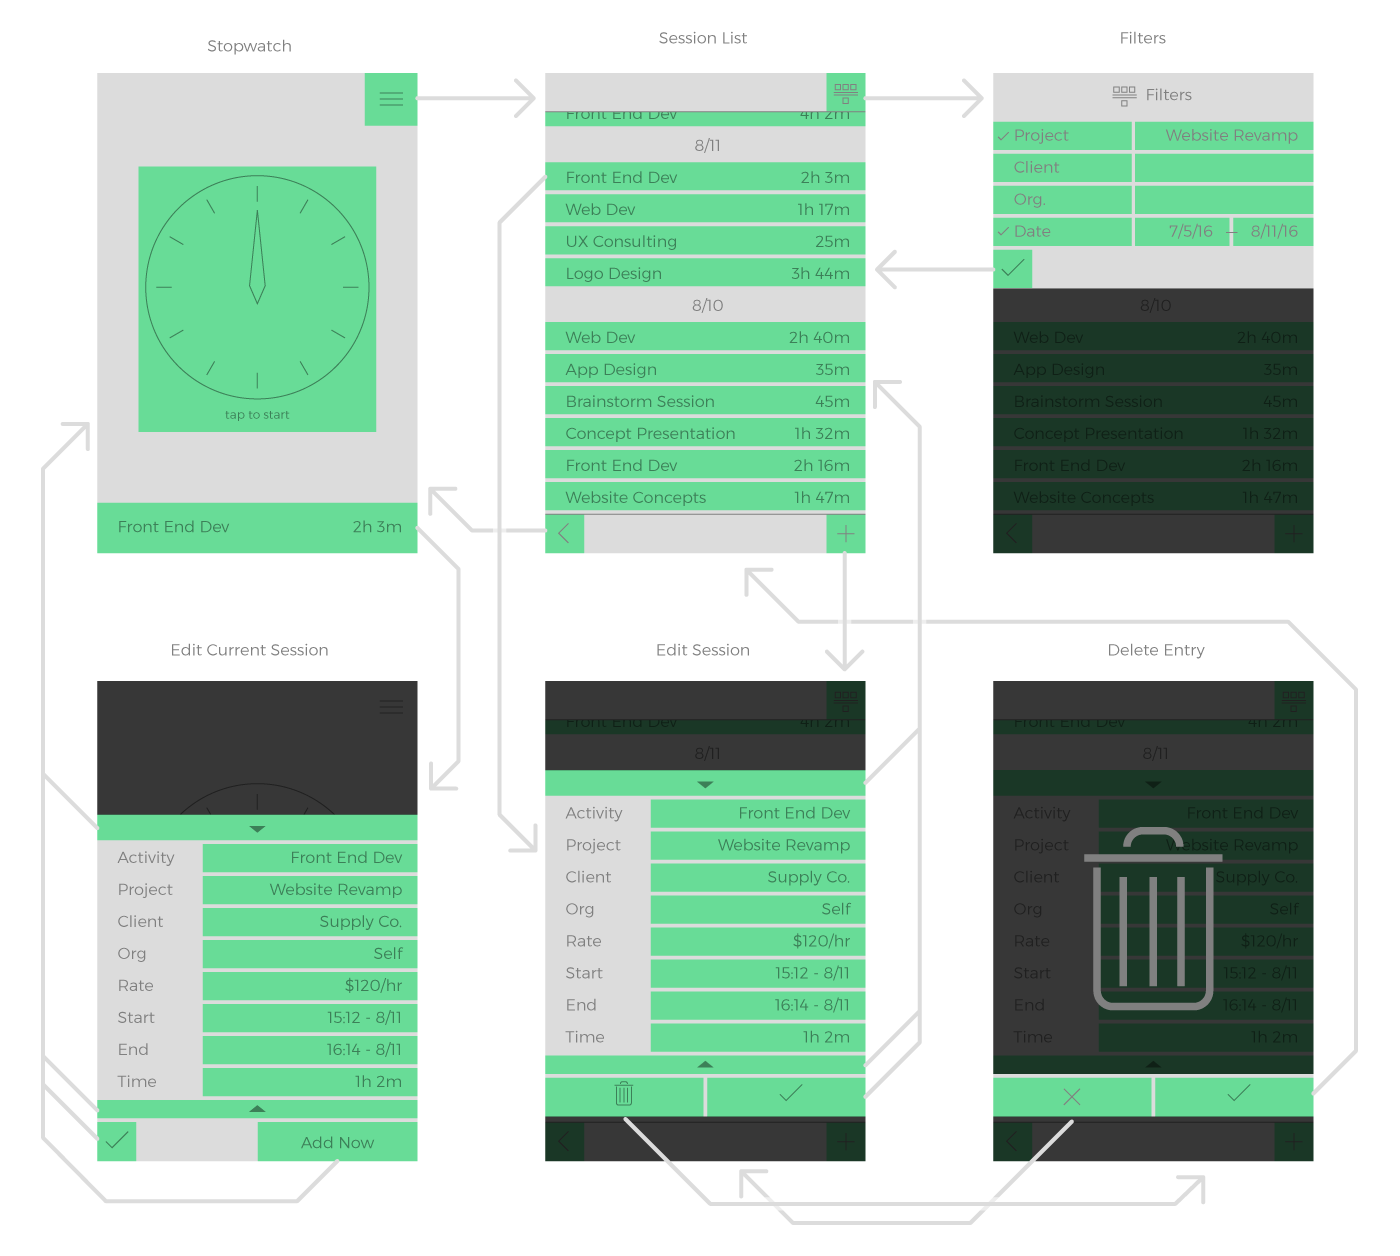 Stopwatch
tap to start
Front End Dev 2h 3m
Session List
Front End Dev 4h 2m
8/11
Front End Dev 2h 3m
Web Dev 1h 17m
UX Consulting 25m
Logo Design 3h 44m
8/10
Web Dev 2h 40m
App Design 35m
Brainstorm Session 45m
Concept Presentation 1h 32m
Front End Dev 2h 16m
Website Concepts 1h 47m
Filters
Filters
Project Website Revamp
Client
Org.
Date 7/5/16 – 8/11/16
8/10
Web Dev 2h 40m
App Design 35m
Brainstorm Session 45m
Concept Presentation 1h 32m
Front End Dev 2h 16m
Website Concepts 1h 47m
Edit Current Session
Activity Front End Dev
Project Website Revamp
Client Supply Co.
Org Self
Rate $120/hr
Start 15:12 - 8/11
End 16:14 - 8/11
Time 1h 2m
Add Now
Edit Session
Front End Dev 4h 2m
8/11
Activity Front End Dev
Project Website Revamp
Client Supply Co.
Org Self
Rate $120/hr
Start 15:12 - 8/11
End 16:14 - 8/11
Time 1h 2m
Delete Entry
Front End Dev 4h 2m
8/11
Activity Front End Dev
Project Website Revamp
Client Supply Co.
Org Self
Rate $120/hr
Start 15:12 - 8/11
End 16:14 - 8/11
Time 1h 2m